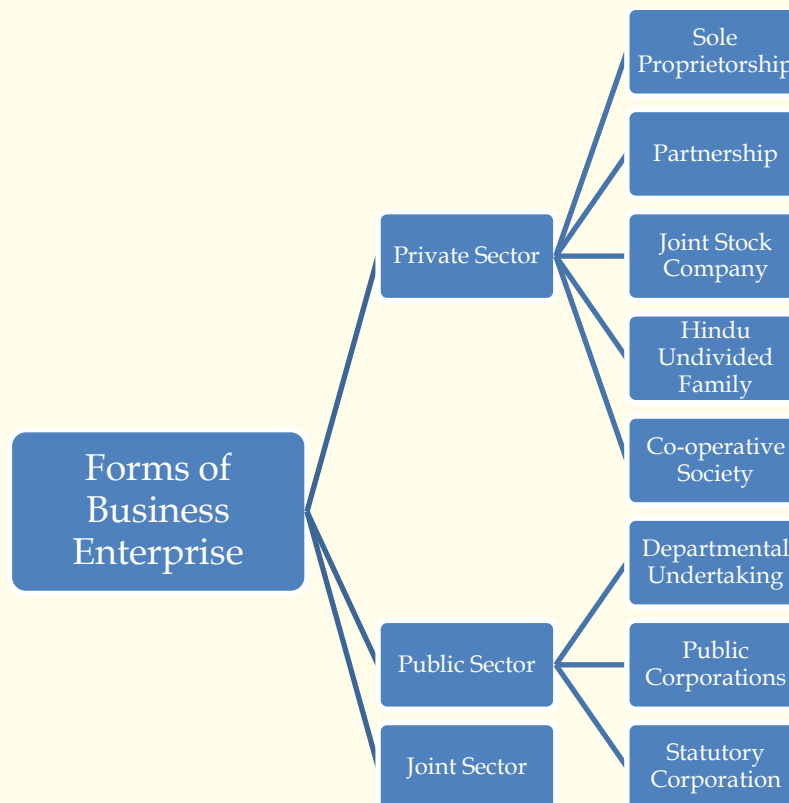 Forms of
Business
Enterprise
Private Sector
Sole
Proprietorship
Partnership
Joint Stock
Company
Hindu
Undivided
Family
Co-operative
Society
Public Sector
Departmental
Undertaking
Public
Corporations
Statutory
Corporation
Joint Sector